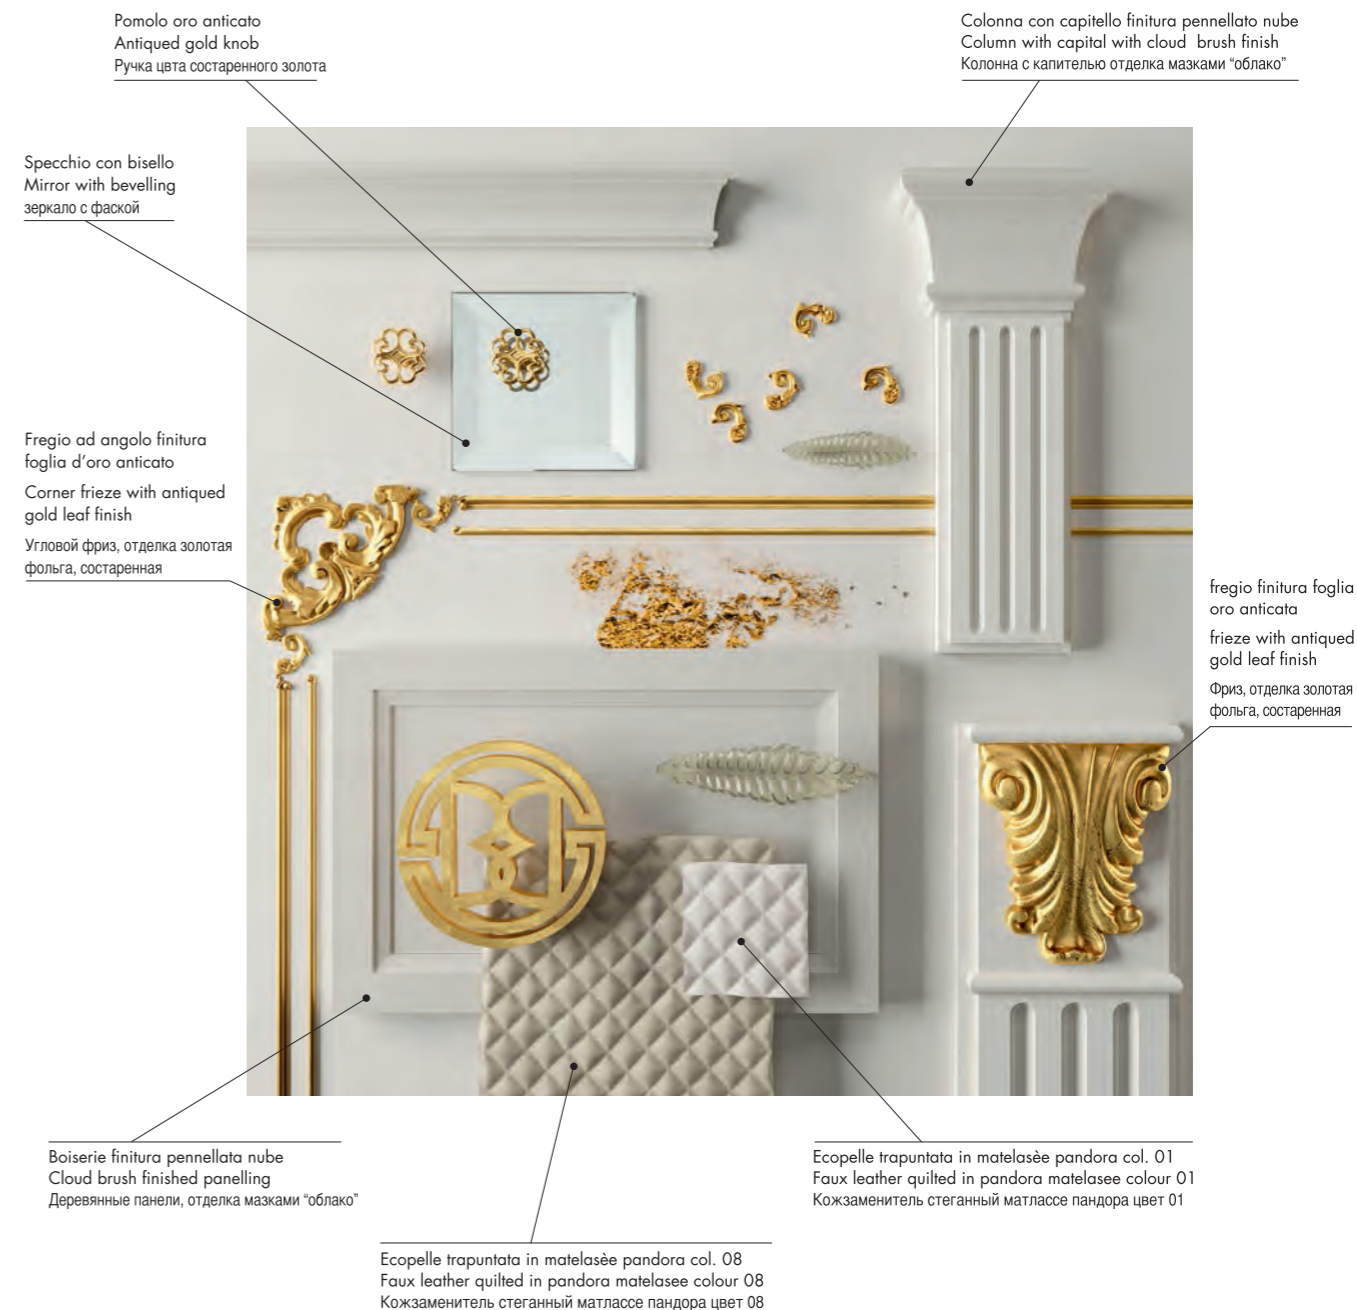 Pomolo oro anticato
Antiqued gold knob
Ручка цвта состаренного золота
Colonna con capitello finitura pennellato nube
Column with capital with cloud brush finish
Колонна с капителью отделка мазками “облако”
Specchio con bisello
Mirror with bevelling
зеркало с фаской
Fregio ad angolo finitura
foglia d’oro anticato
Corner frieze with antiqued
gold leaf finish
Угловой фриз, отделка золотая
фольга, состаренная
fregio finitura foglia
oro anticata
frieze with antiqued
gold leaf finish
Фриз, отделка золотая
фольга, состаренная
Boiserie finitura pennellata nube
Cloud brush finished panelling
Деревянные панели, отделка мазками “облако”
Ecopelle trapuntata in matelasèe pandora col. 01
Faux leather quilted in pandora matelasee colour 01
Кожзаменитель стеганный матлассе пандора цвет 01
Ecopelle trapuntata in matelasèe pandora col. 08
Faux leather quilted in pandora matelasee colour 08
Кожзаменитель стеганный матлассе пандора цвет 08